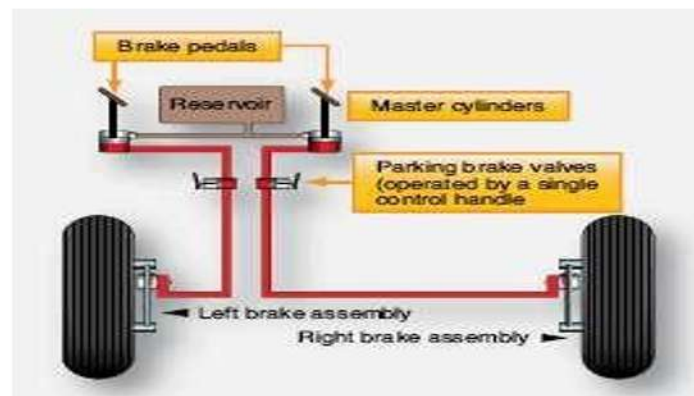 Brake pedals
Reservoir
Master cylinders
Parking brake valves
(operated by a single
control handle
Left brake assembly
Right brake assembly